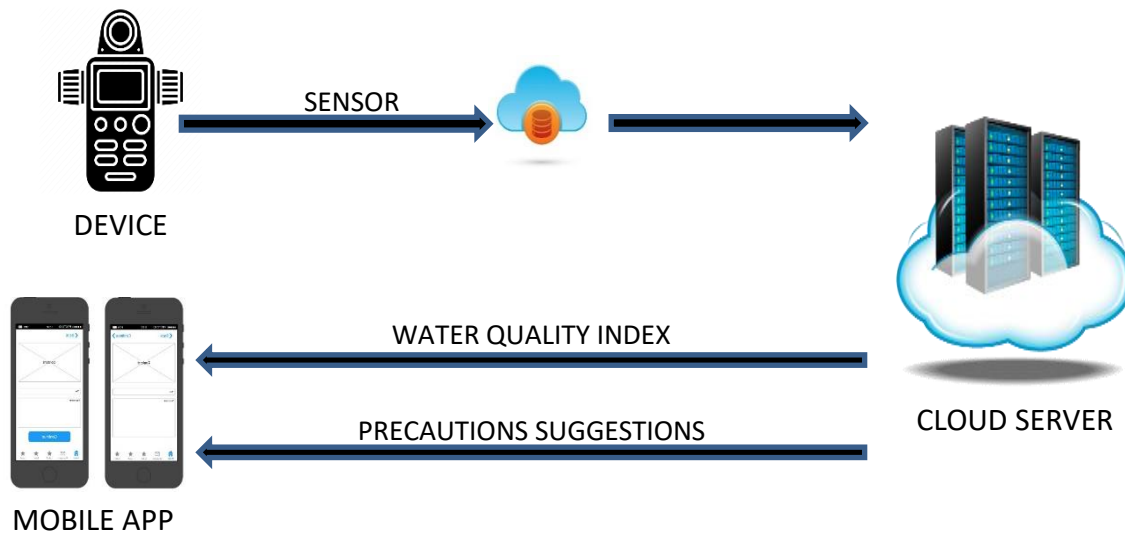 SENSOR
DEVICE
WATER QUALITY INDEX
PRECAUTIONS SUGGESTIONS
CLOUD SERVER
MOBILE APP